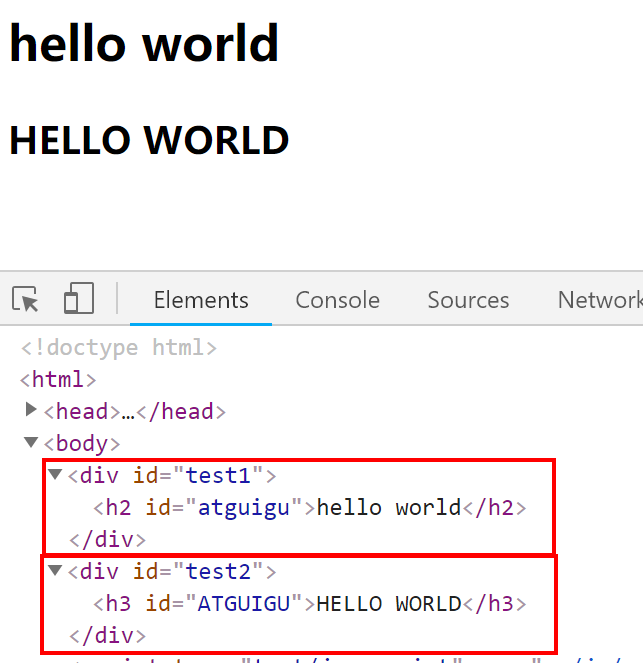 hello world
HELLO WORLD
Elements Console Sources Network
<!doctype html>
<html>
<head>…</head>
<body>
<div id="test1">
<h2 id="atguigu">hello world</h2>
</div>
<div id="test2">
<h3 id="ATGUIGU">HELLO WORLD</h3>
</div>